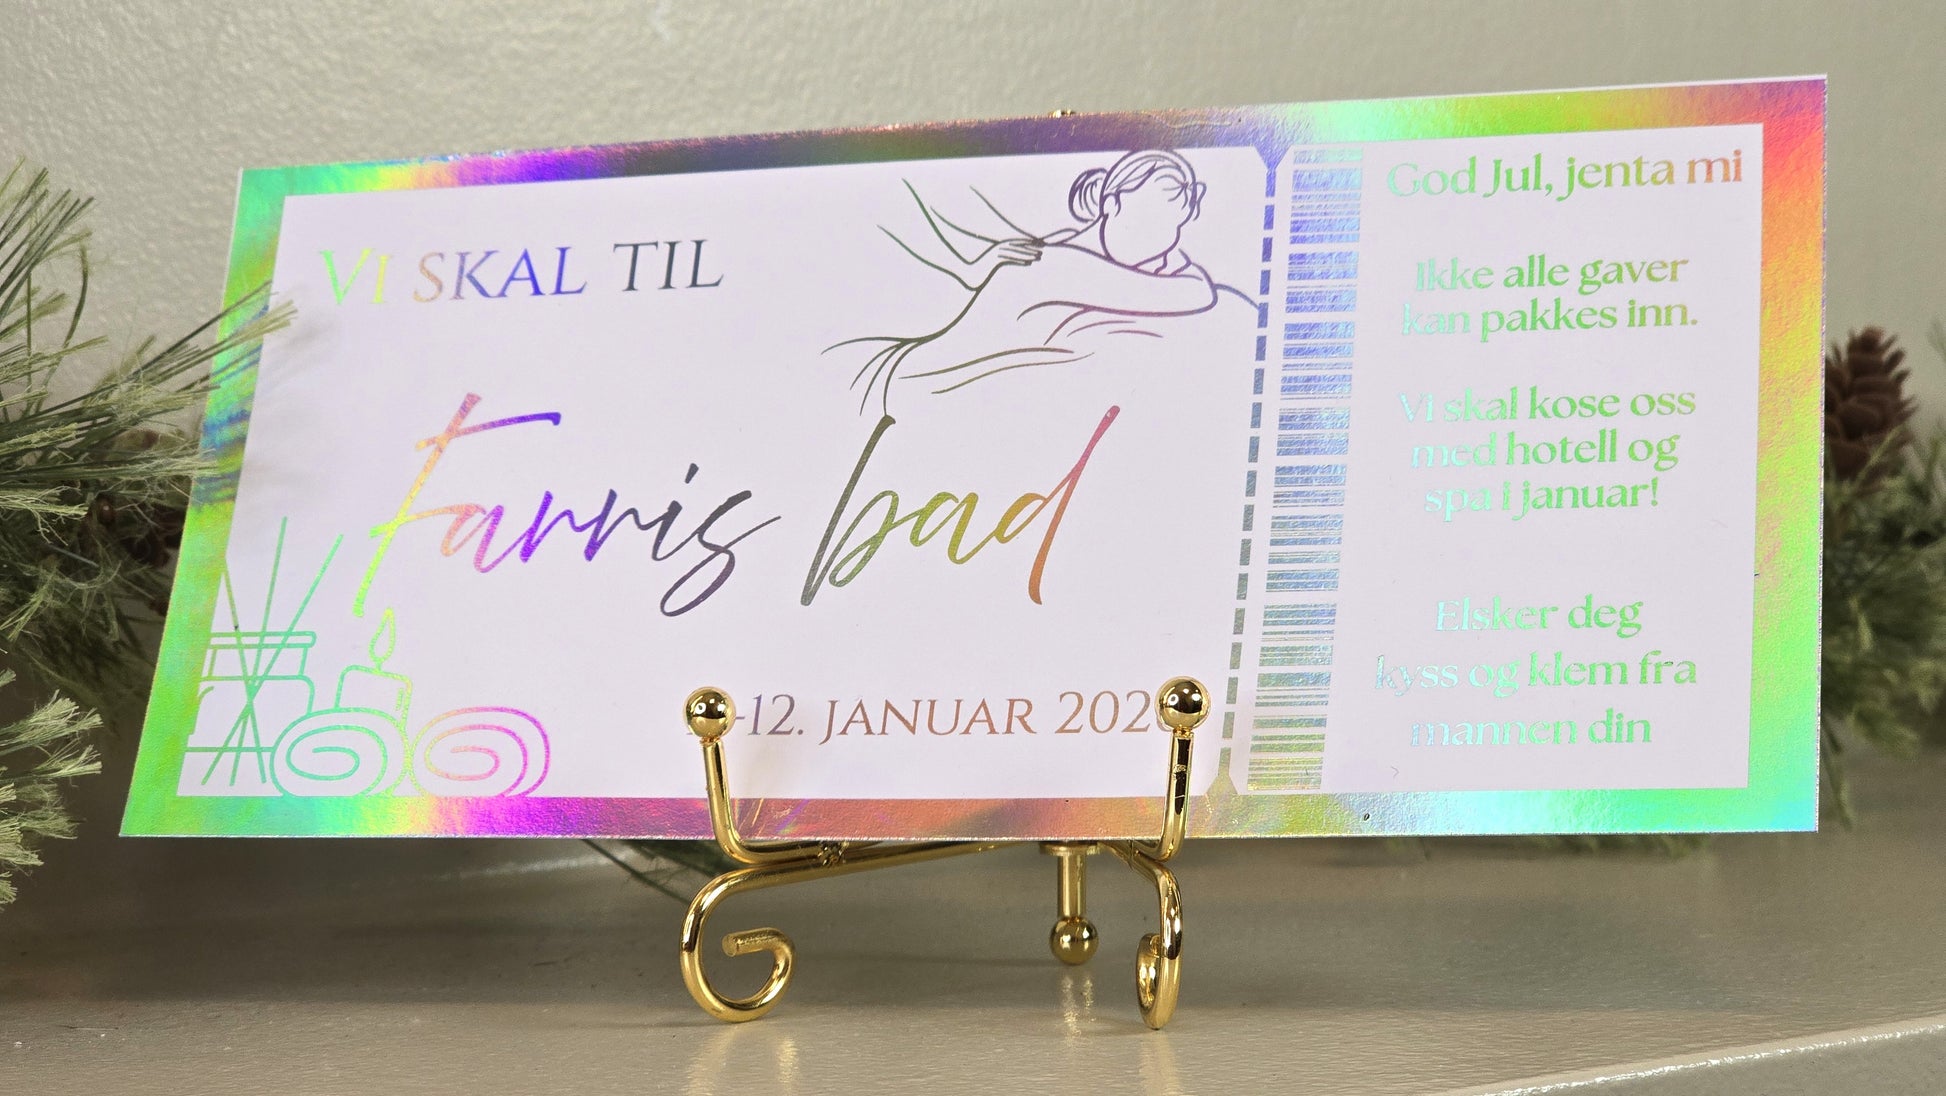 VI SKAL TIL
Farris bad
-12. JANUAR 202
God Jul, jenta mi
Ikke alle gaver
kan pakkes inn.
Vi skal kose oss
med hotell og
spa i januar!
Elsker deg
kyss og klem fra
mannen din